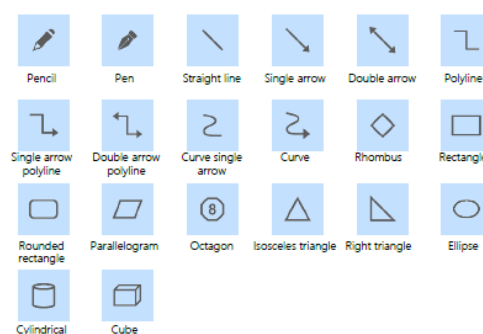 Pencil
Pen
Straight line
Single arrow
Double arrow
Polyline
Single arrow
polyline
Double arrow
polyline
Curve single
arrow
Curve
Rhombus
Rectangle
8
Rounded
rectangle
Parallelogram
Octagon
Isosceles triangle
Right triangle
Ellipse
Cylindrical
Cube